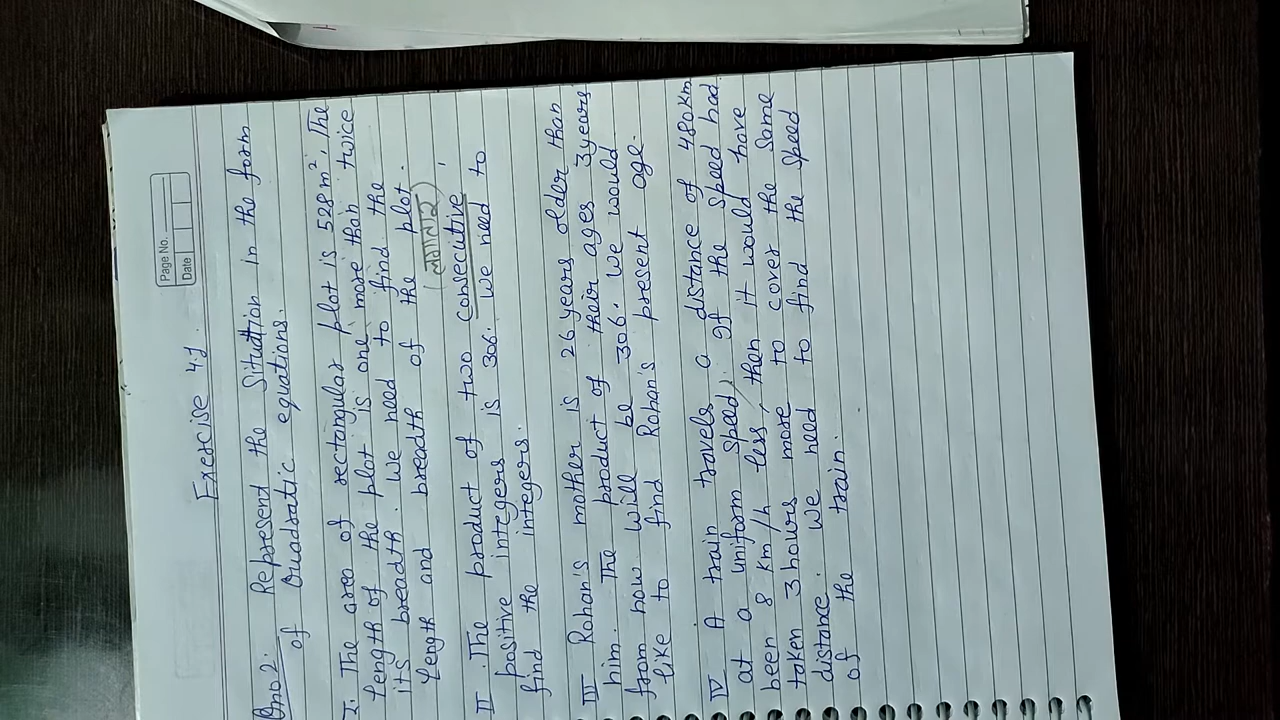 Page No.
Date
Exercise 4.1
Qno2. Represent the Situation in the form
of Quadratic equations.
I. The area of rectangular plot is 528m². The
length of the plot is one more than twice
its breadth. we need to find the
length and breadth of the plot.
(लगातार)
II The product of two consecutive
positive integers is 306. we need to
find the integers.
III Rohan's mother is 26 years older than
him. The product of their ages 3 years
from now will be 306. we would
like to find Rohan's present age.
IV A train travels a distance of 480km
at a uniform speed. If the speed had
been 8 km/h less, then it would have
taken 3 hours more to cover the same
distance. we need to find the speed
of the train.